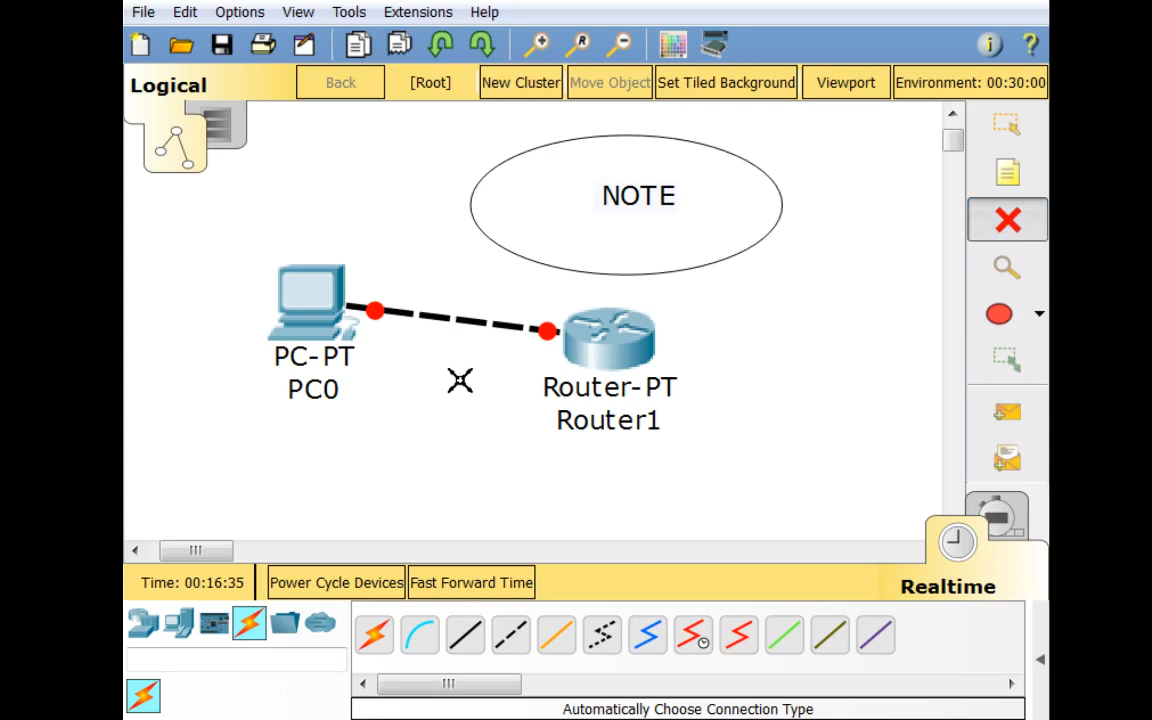 File Edit Options View Tools Extensions Help
Logical Back [Root] New Cluster Move Object Set Tiled Background Viewport Environment: 00:30:00
NOTE
PC-PT
PC0
Router-PT
Router1
Time: 00:16:35 Power Cycle Devices Fast Forward Time Realtime
Automatically Choose Connection Type